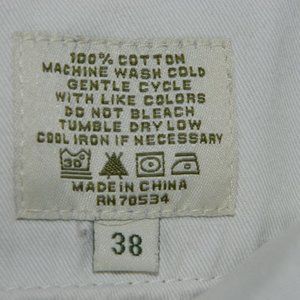 100% COTTON
MACHINE WASH COLD
GENTLE CYCLE
WITH LIKE COLORS
DO NOT BLEACH
TUMBLE DRY LOW
COOL IRON IF NECESSARY
30
MADE IN CHINA
RN 70534
38